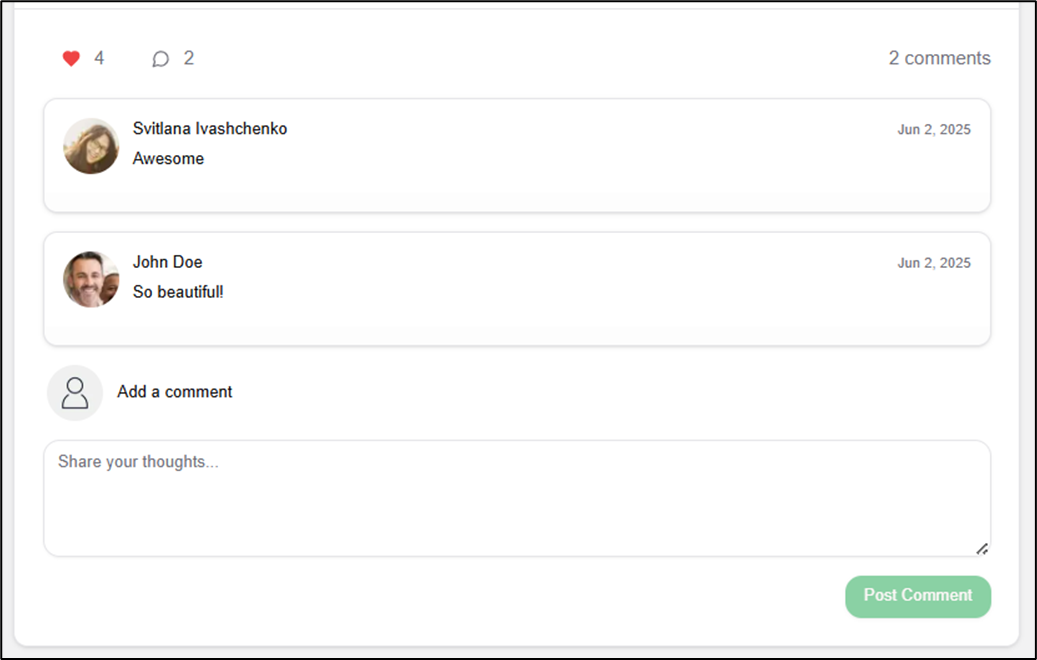 4 2 2 comments
Svitlana Ivashchenko Jun 2, 2025
Awesome
John Doe Jun 2, 2025
So beautiful!
Add a comment
Share your thoughts...
Post Comment